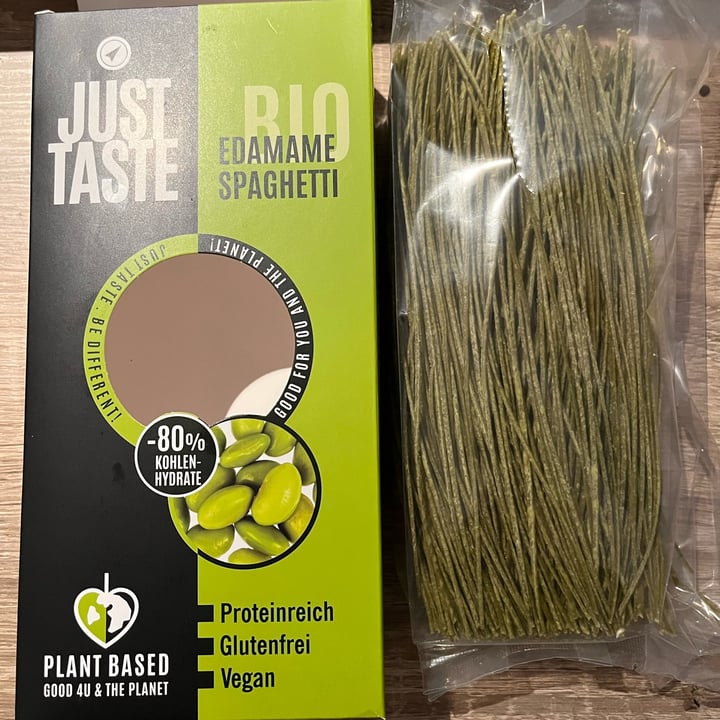 JUST
TASTE
BIO
EDAMAME
SPAGHETTI
JUST TASTE: BE DIFFERENT!
GOOD FOR YOU AND THE PLANET!
-80%
KOHLEN-
HYDRATE
Proteinreich
Glutenfrei
Vegan
PLANT BASED
GOOD 4U & THE PLANET